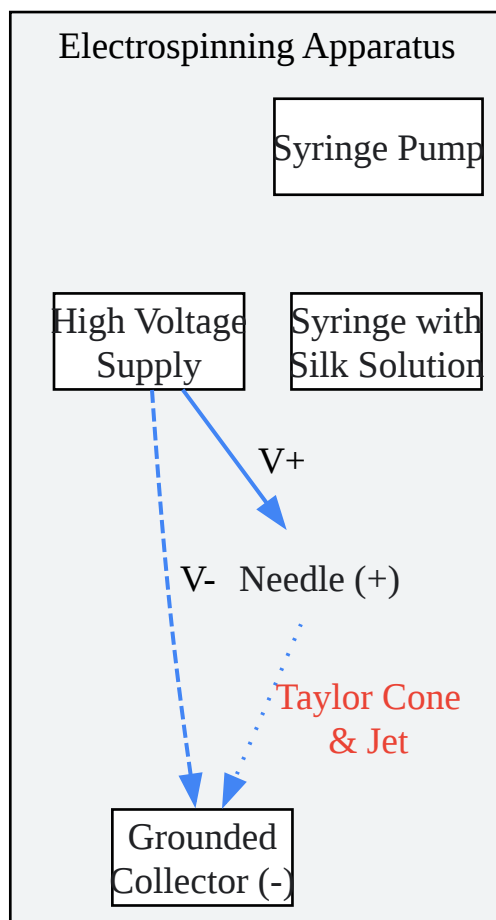 Electrospinning Apparatus
Syringe Pump
High Voltage
Supply
Syringe with
Silk Solution
V+
V-
Needle (+)
Taylor Cone
& Jet
Grounded
Collector (-)